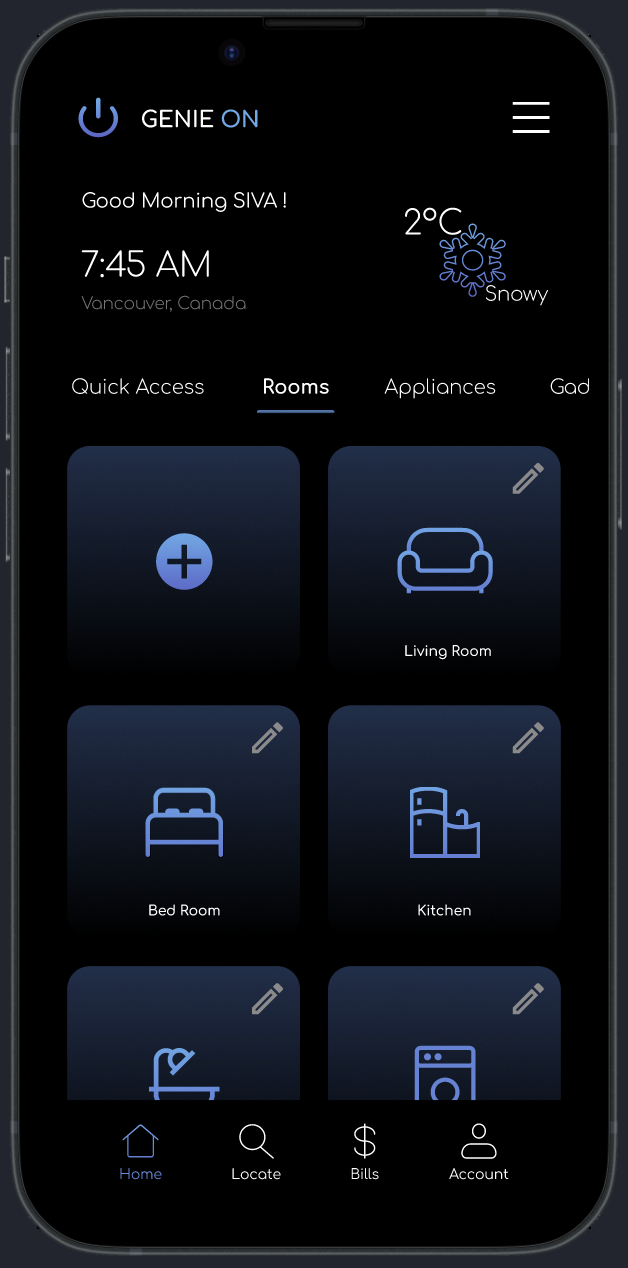 GENIE ON
Good Morning SIVA !
2°C
7:45 AM
Snowy
Vancouver, Canada
Quick Access Rooms Appliances Gad
Living Room
Bed Room Kitchen
Home Locate Bills Account